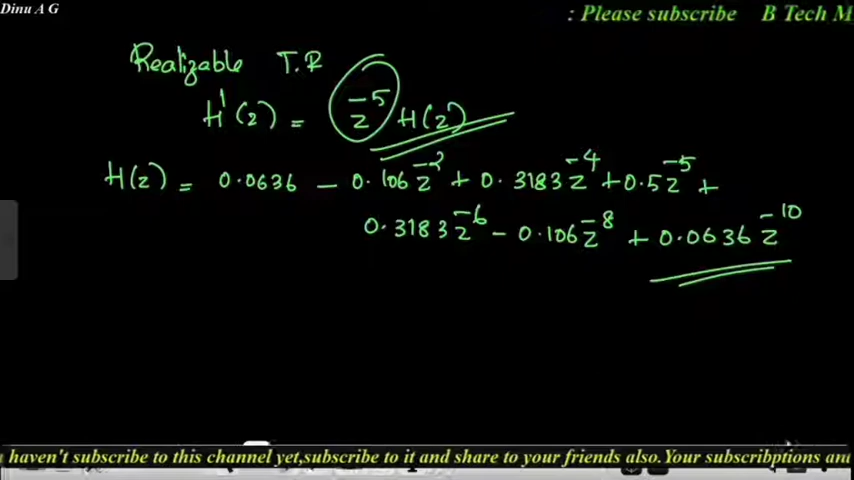 Dinu A G
: Please subscribe B Tech M
Realizable T.R
H'(z) = z^-5 H(z)
H(z) = 0.0636 - 0.106 z^-2 + 0.3183 z^-4 + 0.5 z^-5 +
0.3183 z^-6 - 0.106 z^-8 + 0.0636 z^-10
haven't subscribe to this channel yet,subscribe to it and share to your friends also.Your subscribptions and